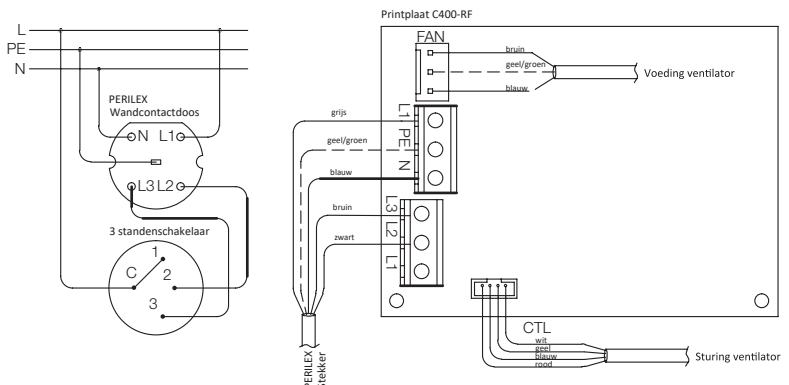 Printplaat C400-RF
L
PE
N
PERILEX
Wandcontactdoos
N L1
L3 L2
3 standenschakelaar
1
C 2
3
FAN
bruin
geel/groen
blauw
Voeding ventilator
grijs
geel/groen
blauw
bruin
zwart
L1
PE
N
L3
L2
L1
PERILEX
Stekker
CTL
wit
geel
blauw
rood
Sturing ventilator